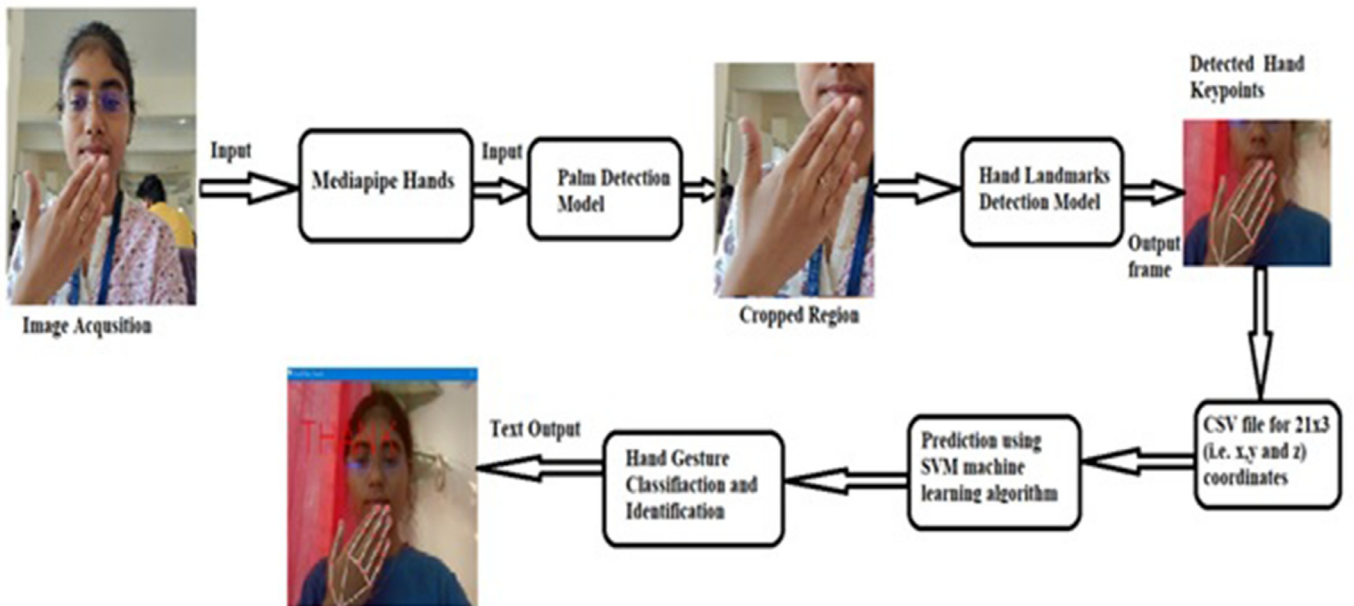 Input
Mediapipe Hands
Input
Palm Detection
Model
Hand Landmarks
Detection Model
Detected Hand
Keypoints
Output
frame
Image Acqusition
Cropped Region
THANK
Text Output
Hand Gesture
Classifiaction and
Identification
Prediction using
SVM machine
learning algorithm
CSV file for 21x3
(i.e. x,y and z)
coordinates